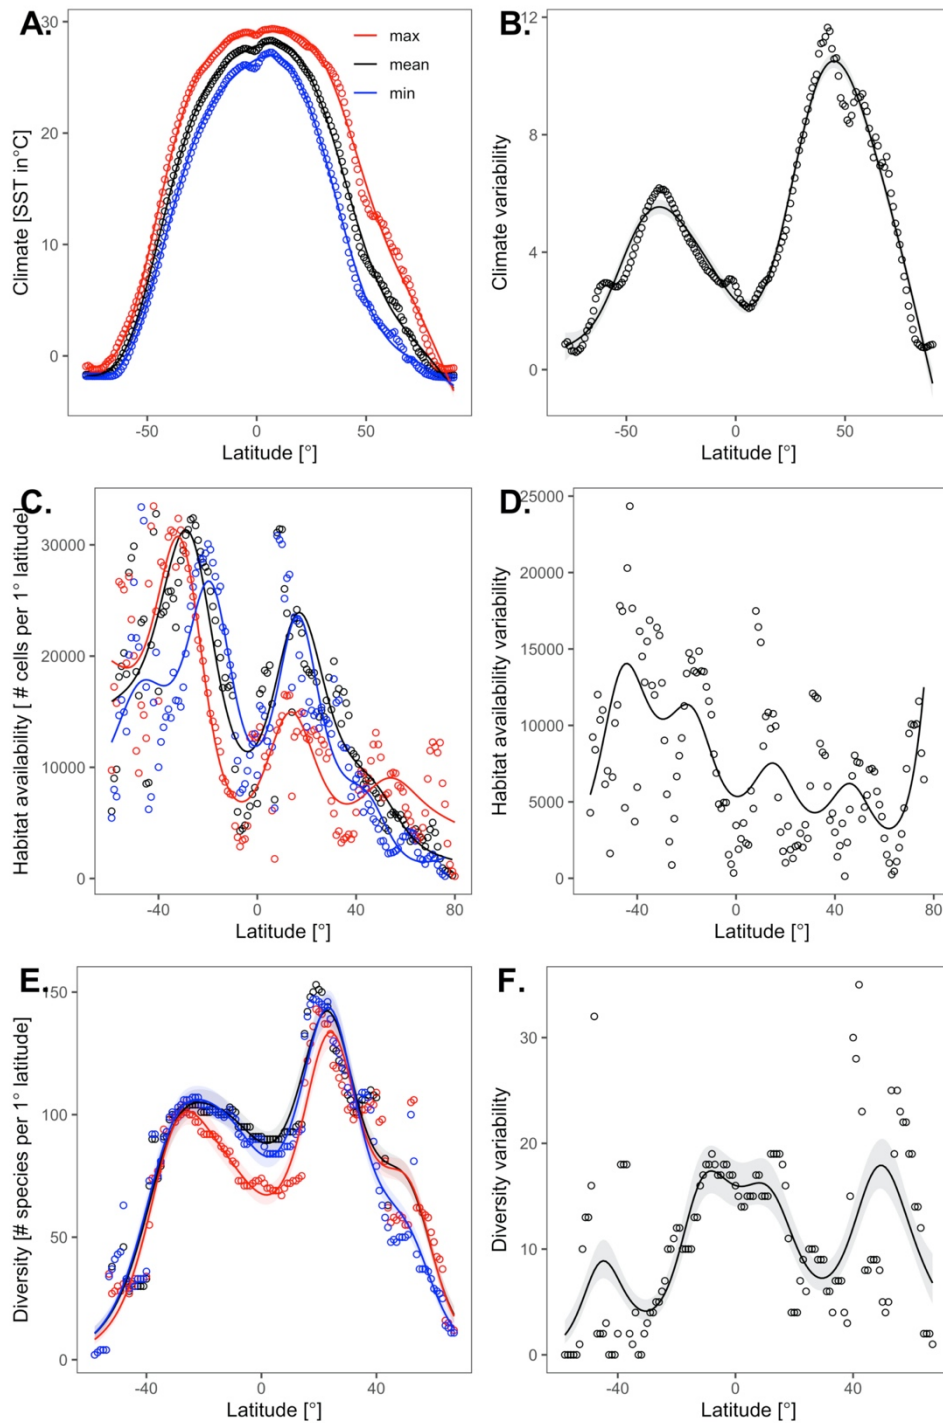 A.
30
20
10
0
Climate [SST in°C]
max
mean
min
-50
0
50
Latitude [°]
B.
12
8
4
0
Climate variability
-50
0
50
Latitude [°]
C.
30000
20000
10000
0
Habitat availability [ # cells per 1° latitude]
-40
0
40
80
Latitude [°]
D.
25000
20000
15000
10000
5000
0
Habitat availability variability
-40
0
40
80
Latitude [°]
E.
150
100
50
0
Diversity [# species per 1° latitude]
-40
0
40
Latitude [°]
F.
30
20
10
0
Diversity variability
-40
0
40
Latitude [°]